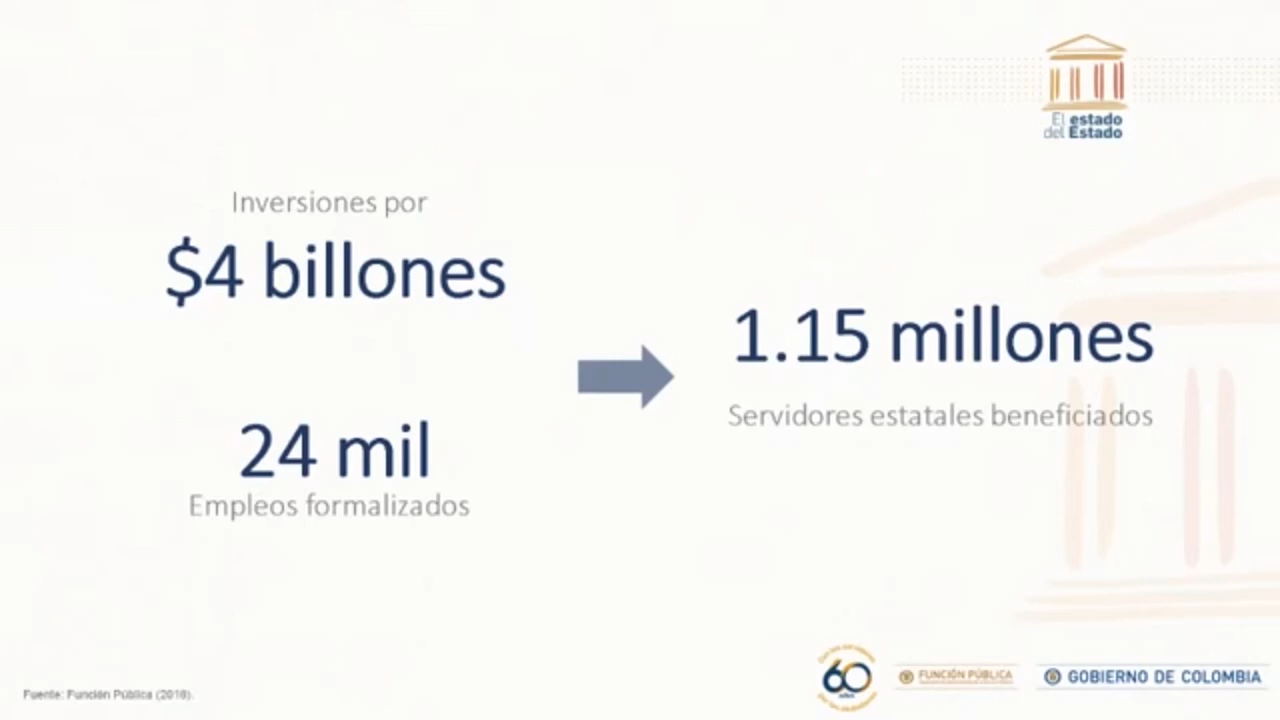 El estado
del Estado
Inversiones por
$4 billones
24 mil
Empleos formalizados
1.15 millones
Servidores estatales beneficiados
Fuente: Función Pública (2018).
60
años
FUNCIÓN PÚBLICA
GOBIERNO DE COLOMBIA